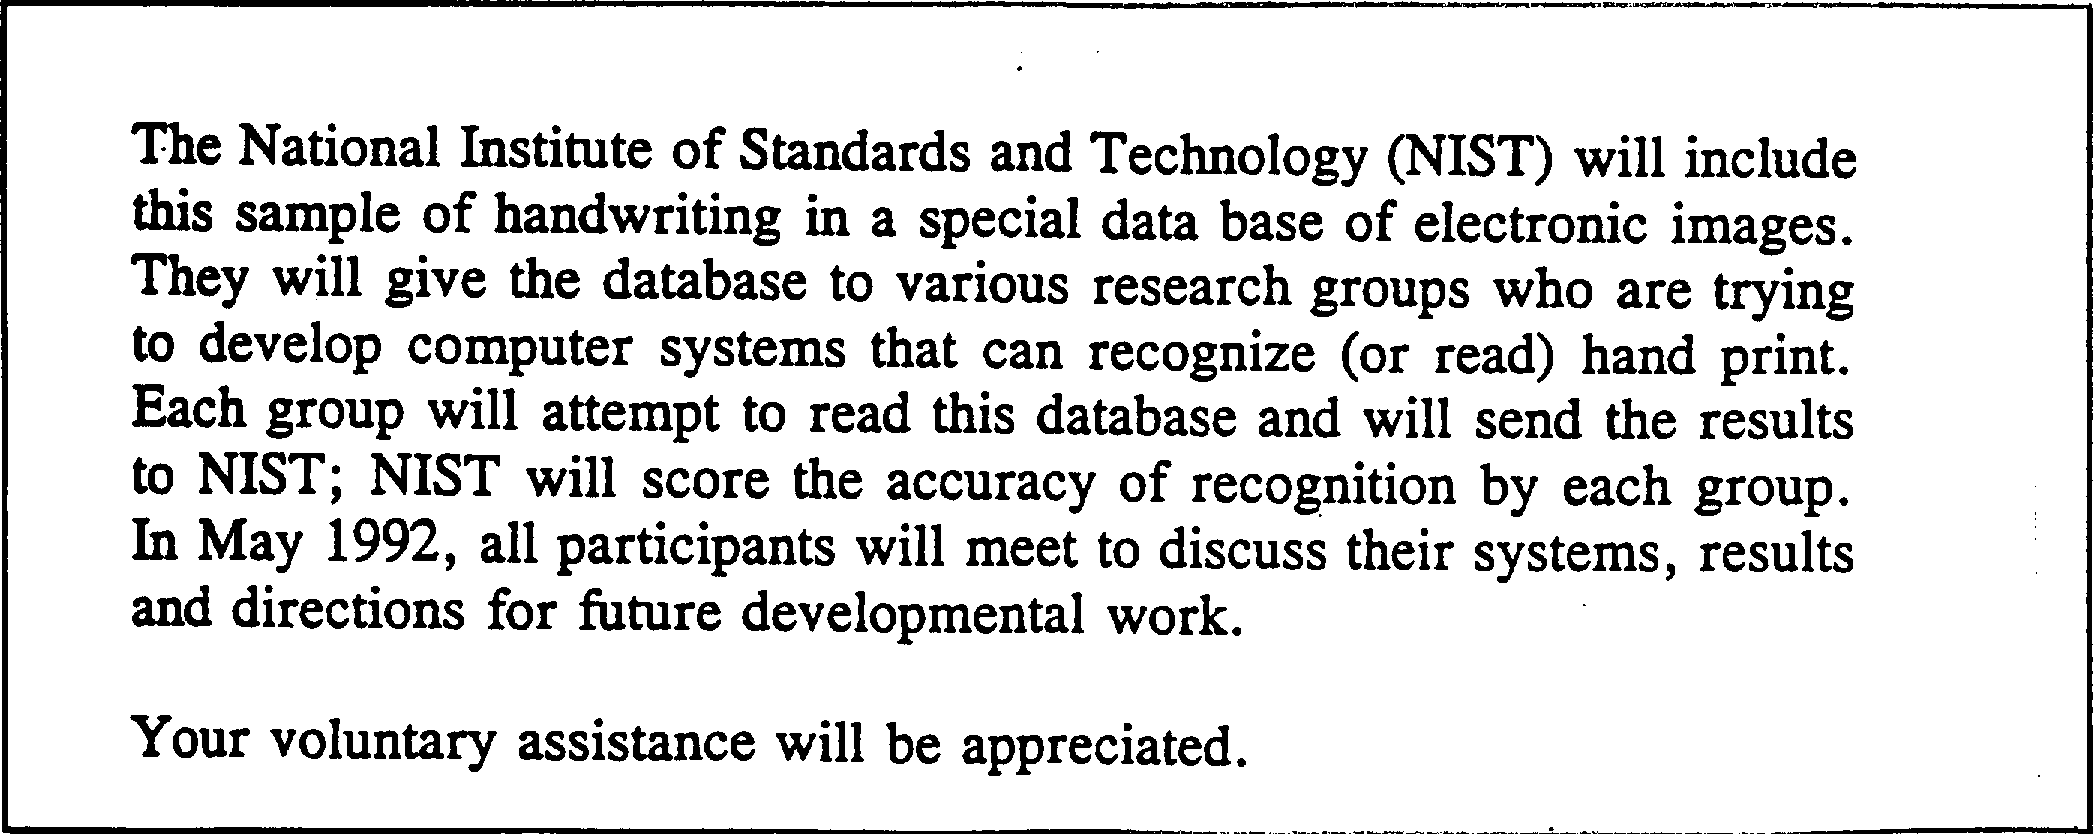 The National Institute of Standards and Technology (NIST) will include
this sample of handwriting in a special data base of electronic images.
They will give the database to various research groups who are trying
to develop computer systems that can recognize (or read) hand print.
Each group will attempt to read this database and will send the results
to NIST; NIST will score the accuracy of recognition by each group.
In May 1992, all participants will meet to discuss their systems, results
and directions for future developmental work.
Your voluntary assistance will be appreciated.